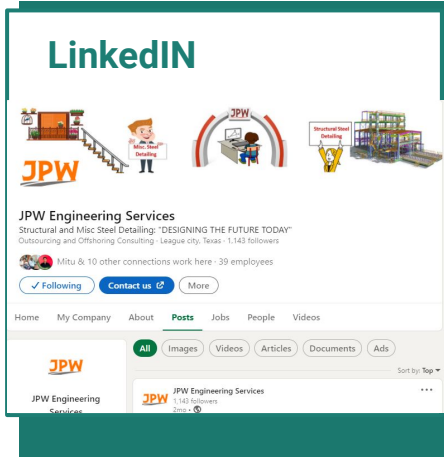 LinkedIN
JPW
Misc. Steel
Detailing
JPW
Structural Steel
Detailing
JPW Engineering Services
Structural and Misc Steel Detailing: "DESIGNING THE FUTURE TODAY"
Outsourcing and Offshoring Consulting · League city, Texas · 1,143 followers
Mitu & 10 other connections work here · 39 employees
Following
Contact us
More
Home My Company About Posts Jobs People Videos
All Images Videos Articles Documents Ads
Sort by: Top
JPW
JPW Engineering
Services
JPW
JPW Engineering Services
1,143 followers
2mo •